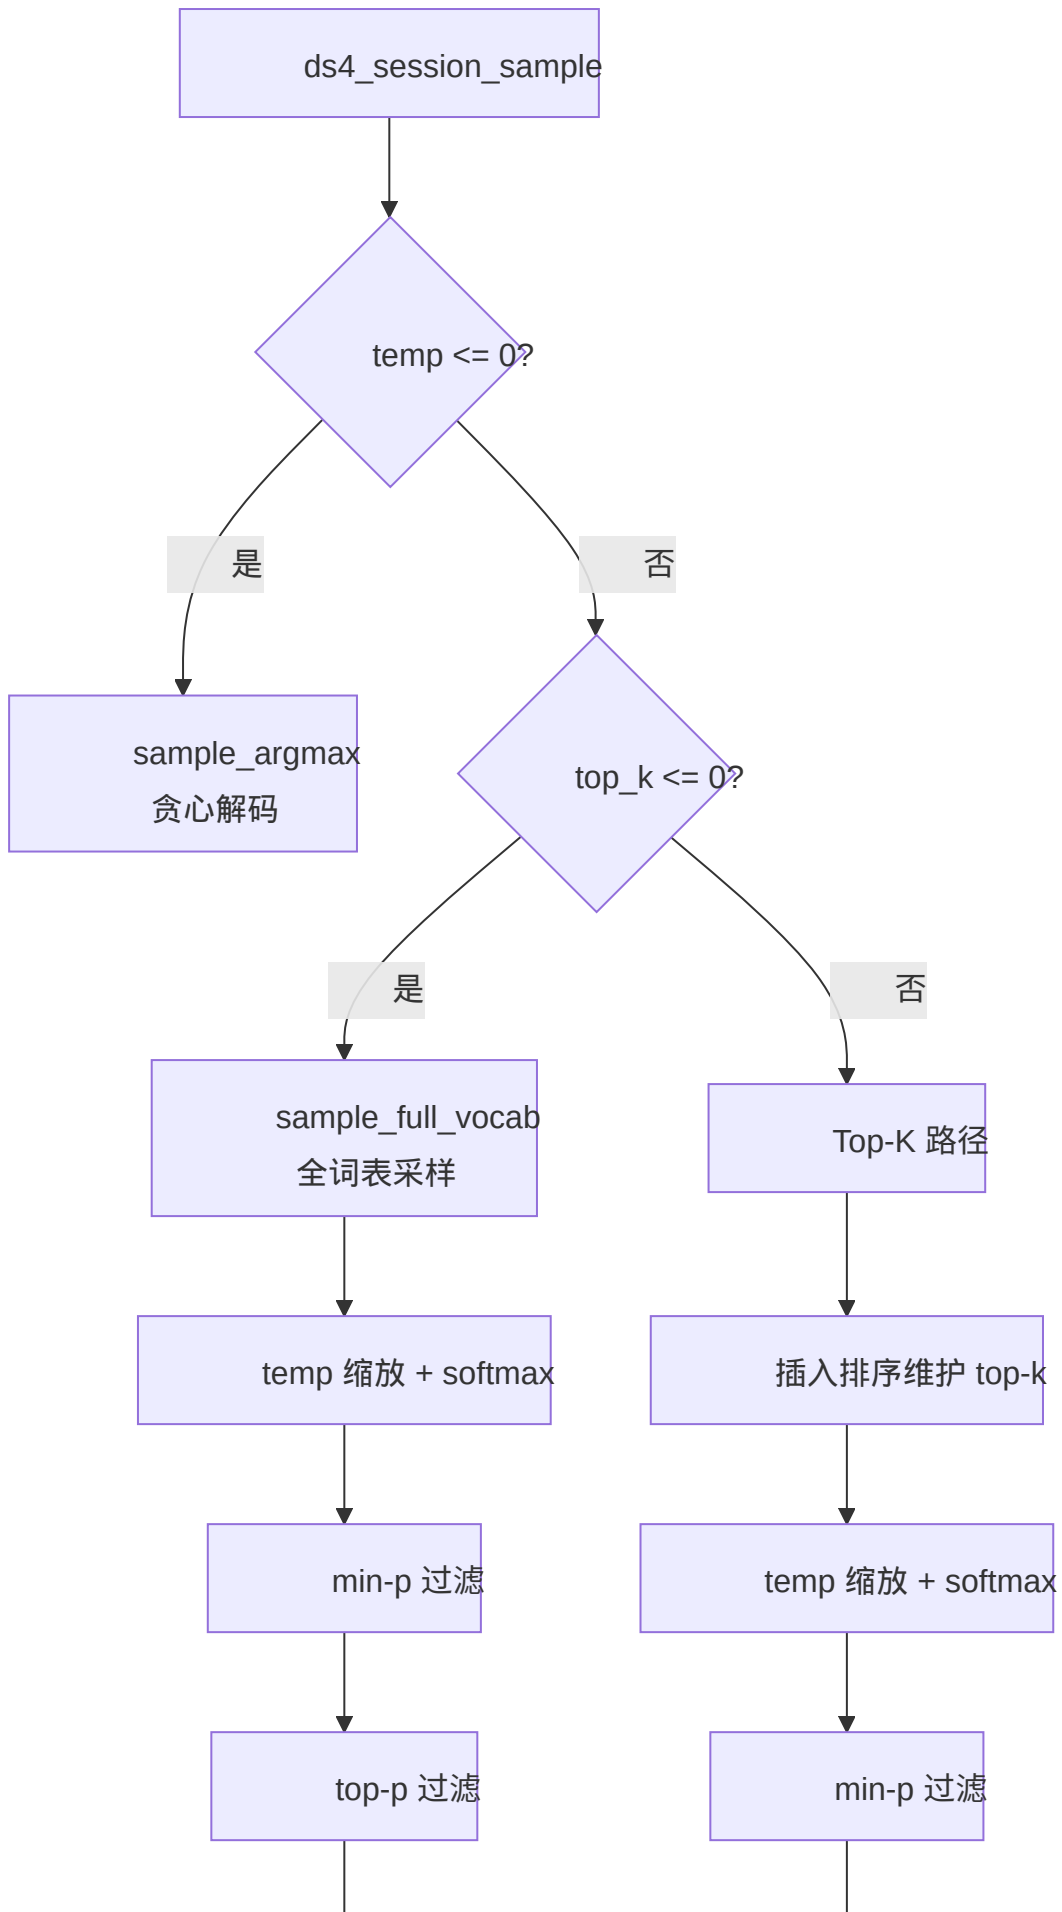 ds4_session_sample
temp <= 0?
是
否
sample_argmax
贪心解码
top_k <= 0?
是
否
sample_full_vocab
全词表采样
Top-K 路径
temp 缩放 + softmax
插入排序维护 top-k
min-p 过滤
temp 缩放 + softmax
top-p 过滤
min-p 过滤